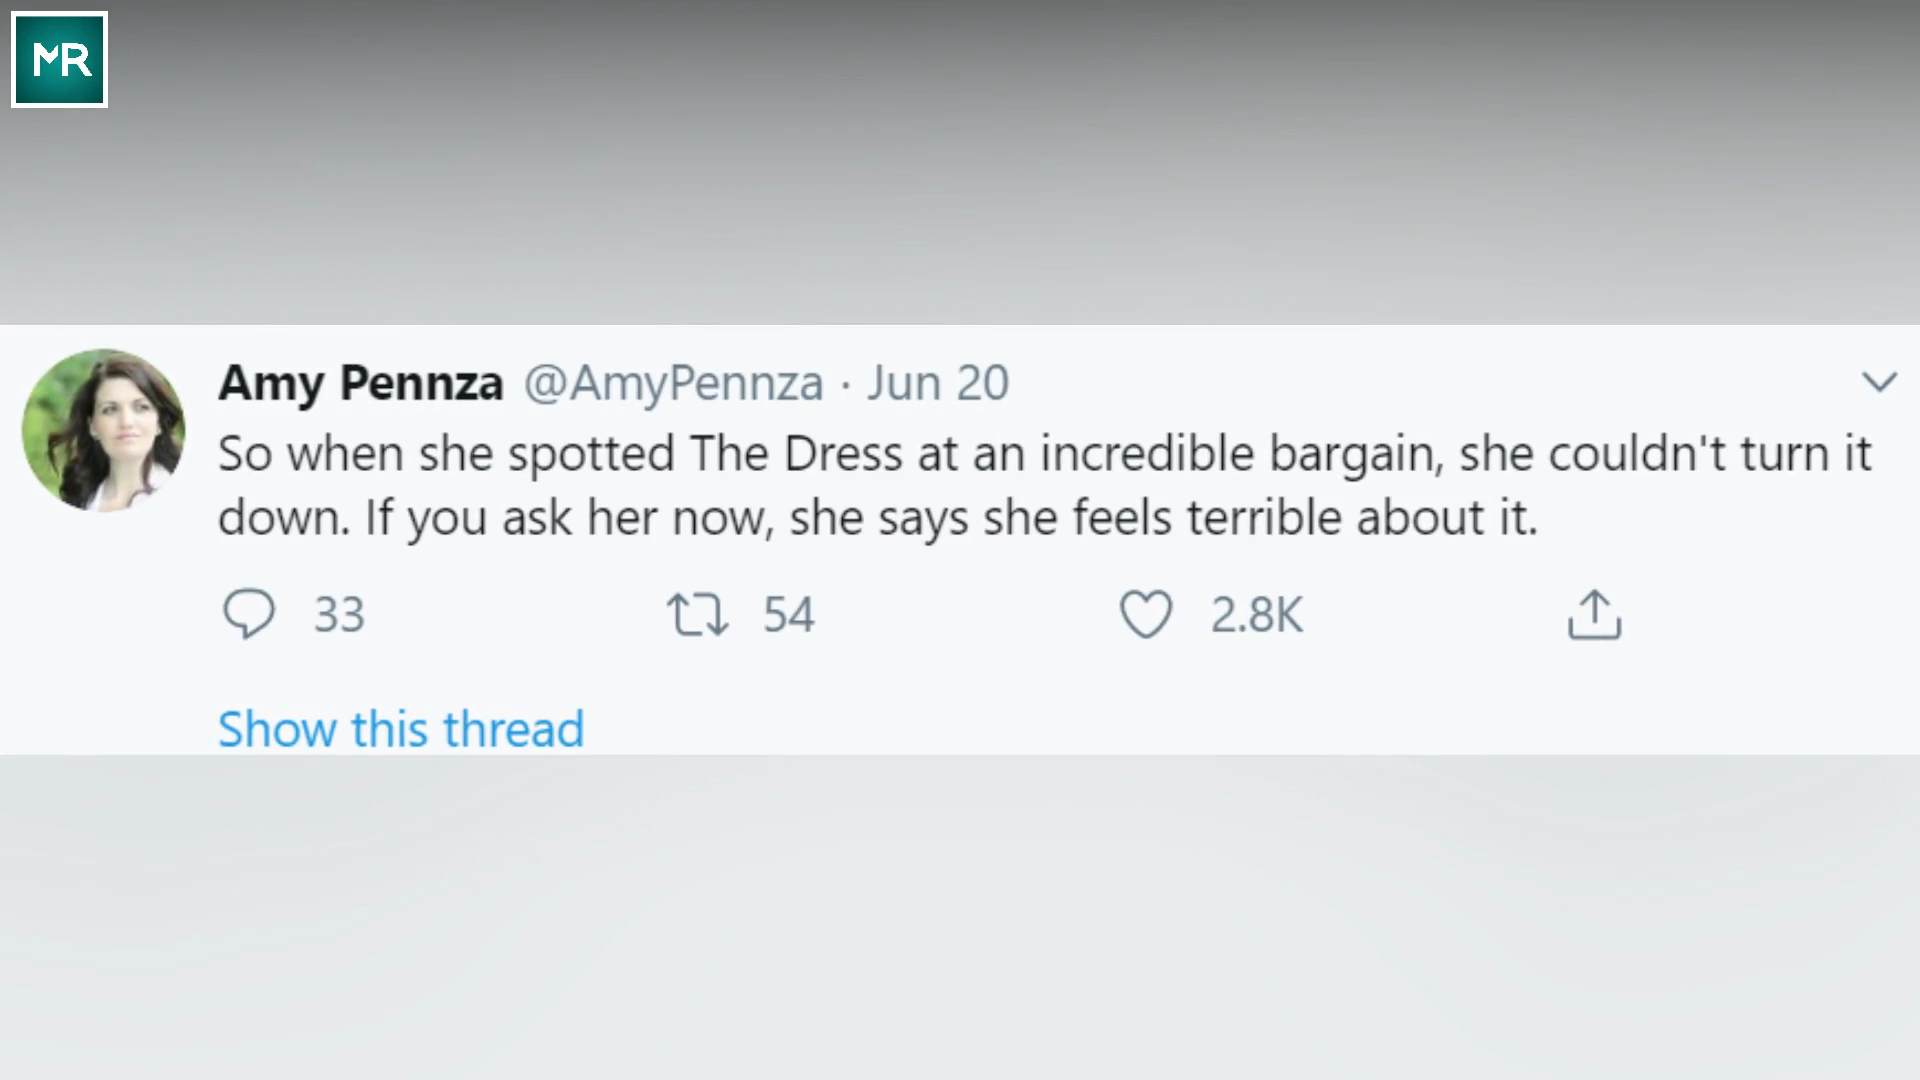 MR
Amy Pennza @AmyPennza · Jun 20
So when she spotted The Dress at an incredible bargain, she couldn't turn it
down. If you ask her now, she says she feels terrible about it.
33 54 2.8K
Show this thread